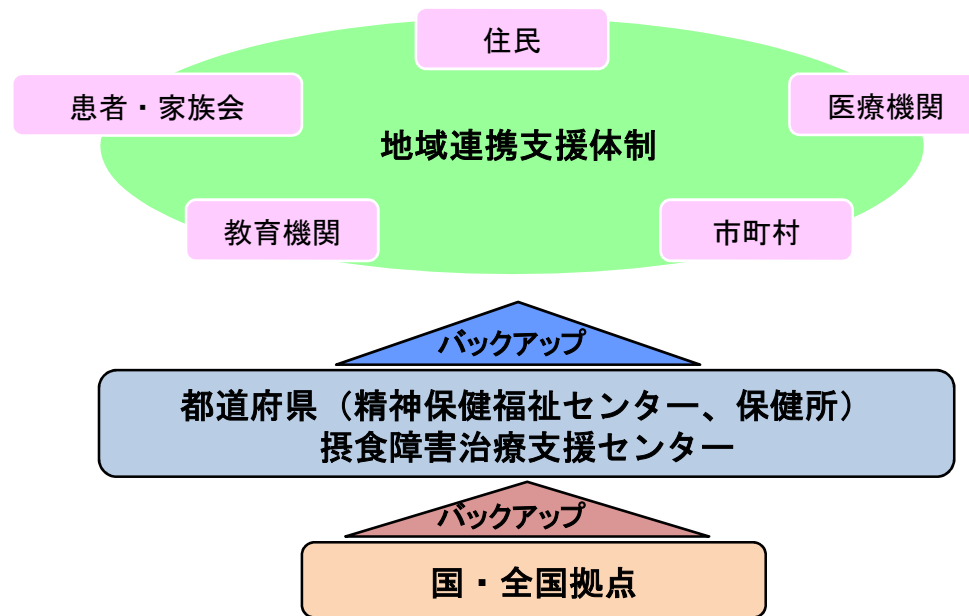 住民
患者・家族会
医療機関
地域連携支援体制
教育機関
市町村
バックアップ
都道府県（精神保健福祉センター、保健所）
摂食障害治療支援センター
バックアップ
国・全国拠点